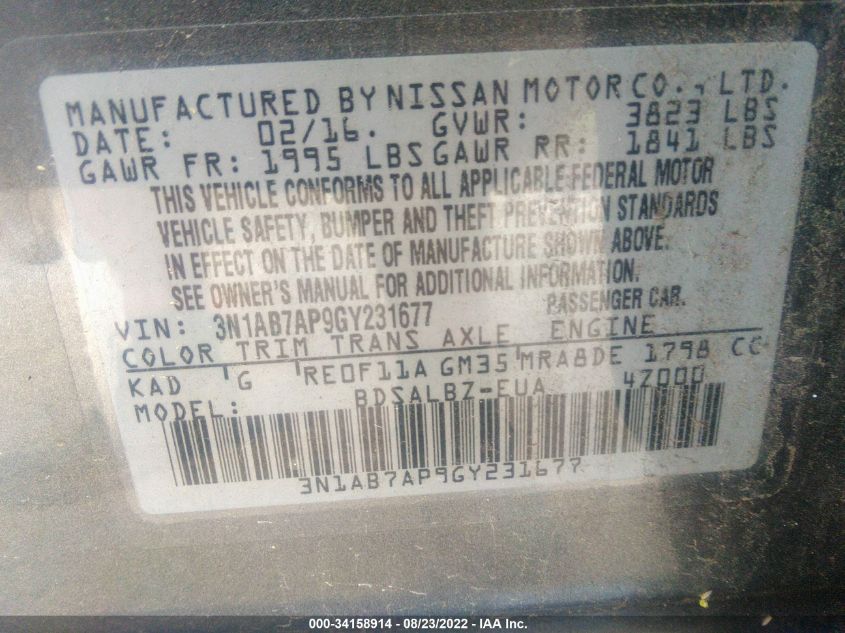 MANUFACTURED BY NISSAN MOTOR CO., LTD.
DATE: 02/16. GVWR: 3823 LBS
GAWR FR: 1995 LBS GAWR RR: 1841 LBS
THIS VEHICLE CONFORMS TO ALL APPLICABLE FEDERAL MOTOR
VEHICLE SAFETY, BUMPER AND THEFT PREVENTION STANDARDS
IN EFFECT ON THE DATE OF MANUFACTURE SHOWN ABOVE.
SEE OWNER'S MANUAL FOR ADDITIONAL INFORMATION.
VIN: 3N1AB7AP9GY231677 PASSENGER CAR.
COLOR TRIM TRANS AXLE ENGINE
KAD G RE0F11A GM35 MRA8DE 1798 CC
MODEL: BDSALBZ-EUA 4Z000
3N1AB7AP9GY231677
000-34158914 - 08/23/2022 - IAA Inc.